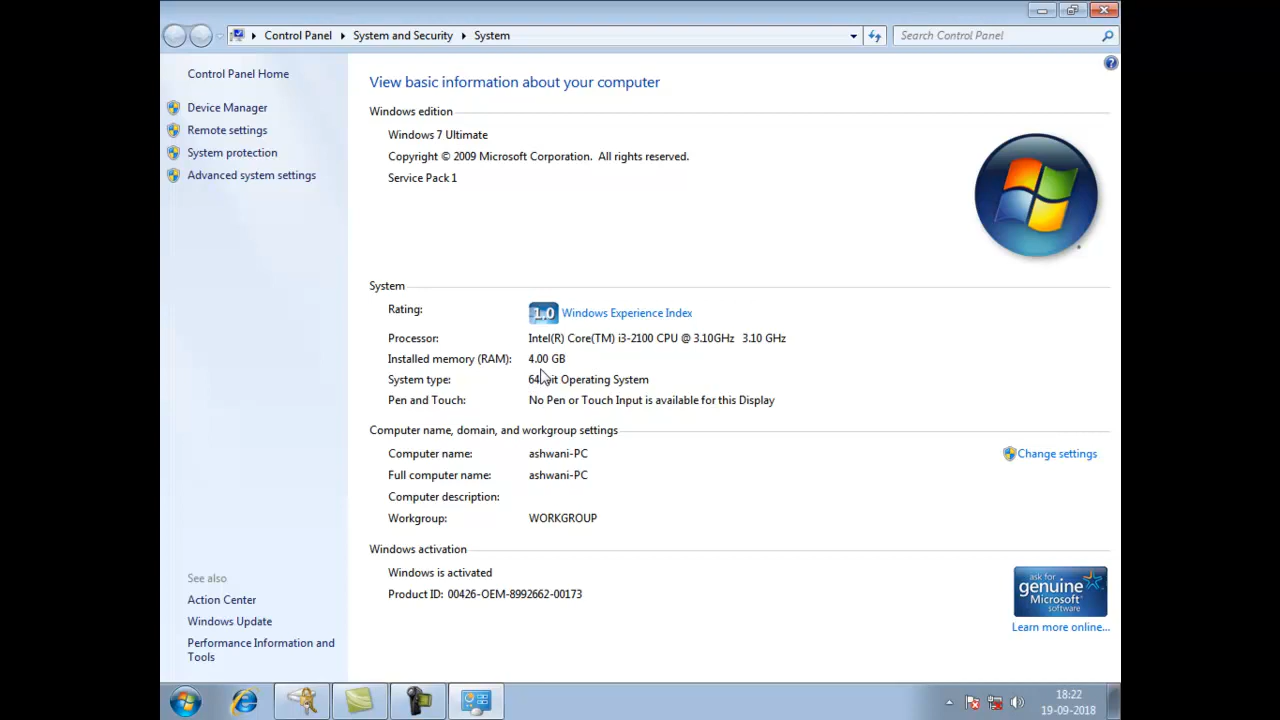 Control Panel System and Security System
Search Control Panel
Control Panel Home
Device Manager
Remote settings
System protection
Advanced system settings
See also
Action Center
Windows Update
Performance Information and
Tools
View basic information about your computer
Windows edition
Windows 7 Ultimate
Copyright © 2009 Microsoft Corporation. All rights reserved.
Service Pack 1
System
Rating: 1.0 Windows Experience Index
Processor: Intel(R) Core(TM) i3-2100 CPU @ 3.10GHz 3.10 GHz
Installed memory (RAM): 4.00 GB
System type: 64-bit Operating System
Pen and Touch: No Pen or Touch Input is available for this Display
Computer name, domain, and workgroup settings
Computer name: ashwani-PC
Change settings
Full computer name: ashwani-PC
Computer description:
Workgroup: WORKGROUP
Windows activation
Windows is activated
Product ID: 00426-OEM-8992662-00173
ask for
genuine
Microsoft
software
Learn more online...
18:22
19-09-2018